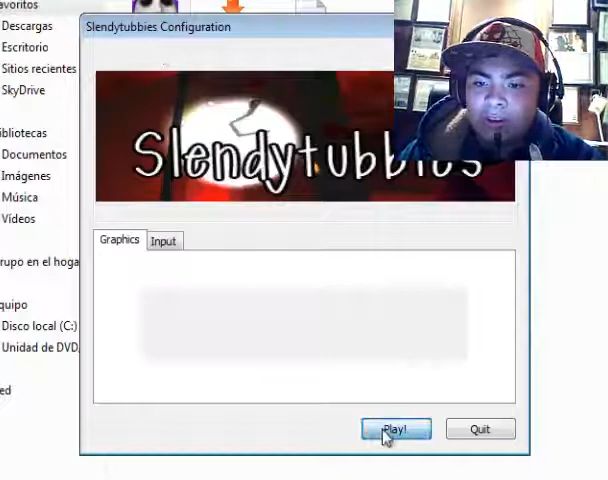 avoritos
Descargas
Escritorio
Sitios recientes
SkyDrive
bibliotecas
Documentos
Imágenes
Música
Vídeos
rupo en el hoga
quipo
Disco local (C:)
Unidad de DVD
ed
Slendytubbies Configuration
Slendytubbies
Graphics
Input
Play!
Quit